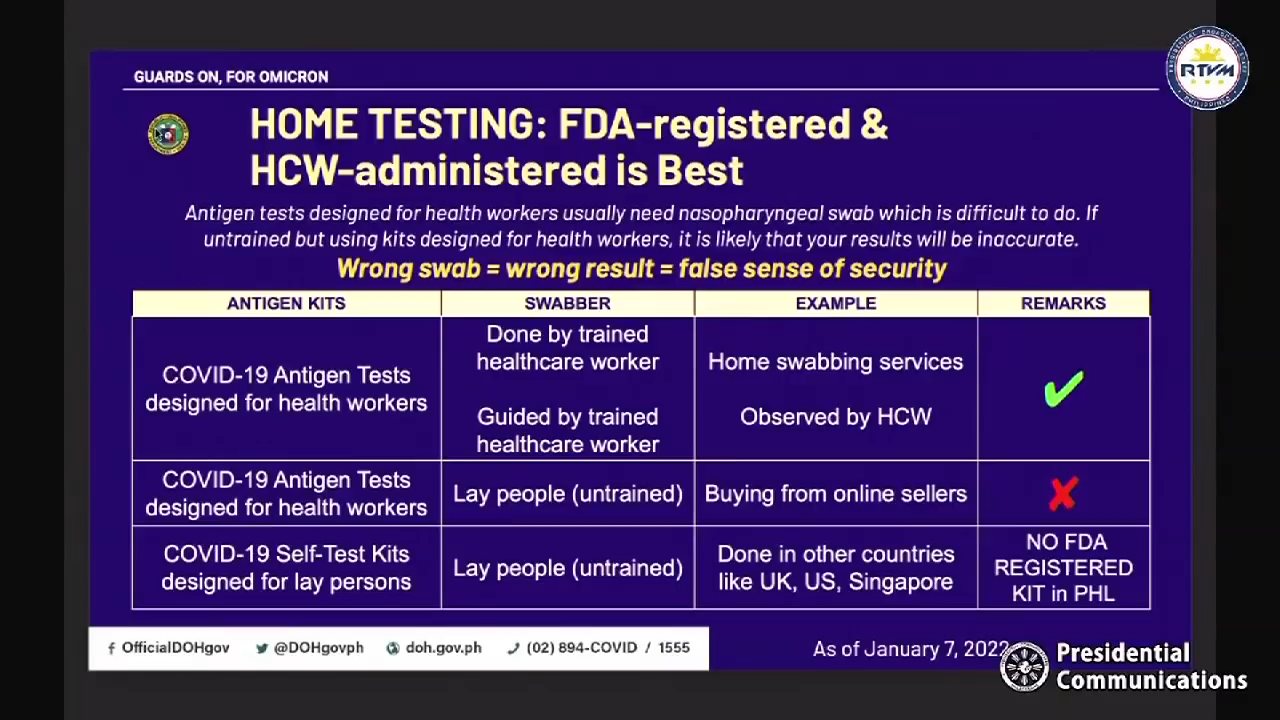 GUARDS ON, FOR OMICRON
RTVM
HOME TESTING: FDA-registered &
HCW-administered is Best
Antigen tests designed for health workers usually need nasopharyngeal swab which is difficult to do. If
untrained but using kits designed for health workers, it is likely that your results will be inaccurate.
Wrong swab = wrong result = false sense of security
ANTIGEN KITS SWABBER EXAMPLE REMARKS
COVID-19 Antigen Tests
designed for health workers
Done by trained
healthcare worker
Guided by trained
healthcare worker
Home swabbing services
Observed by HCW
✔
COVID-19 Antigen Tests
designed for health workers
Lay people (untrained)
Buying from online sellers
✘
COVID-19 Self-Test Kits
designed for lay persons
Lay people (untrained)
Done in other countries
like UK, US, Singapore
NO FDA
REGISTERED
KIT in PHL
OfficialDOHgov @DOHgovph doh.gov.ph (02) 894-COVID / 1555
As of January 7, 2022
Presidential
Communications